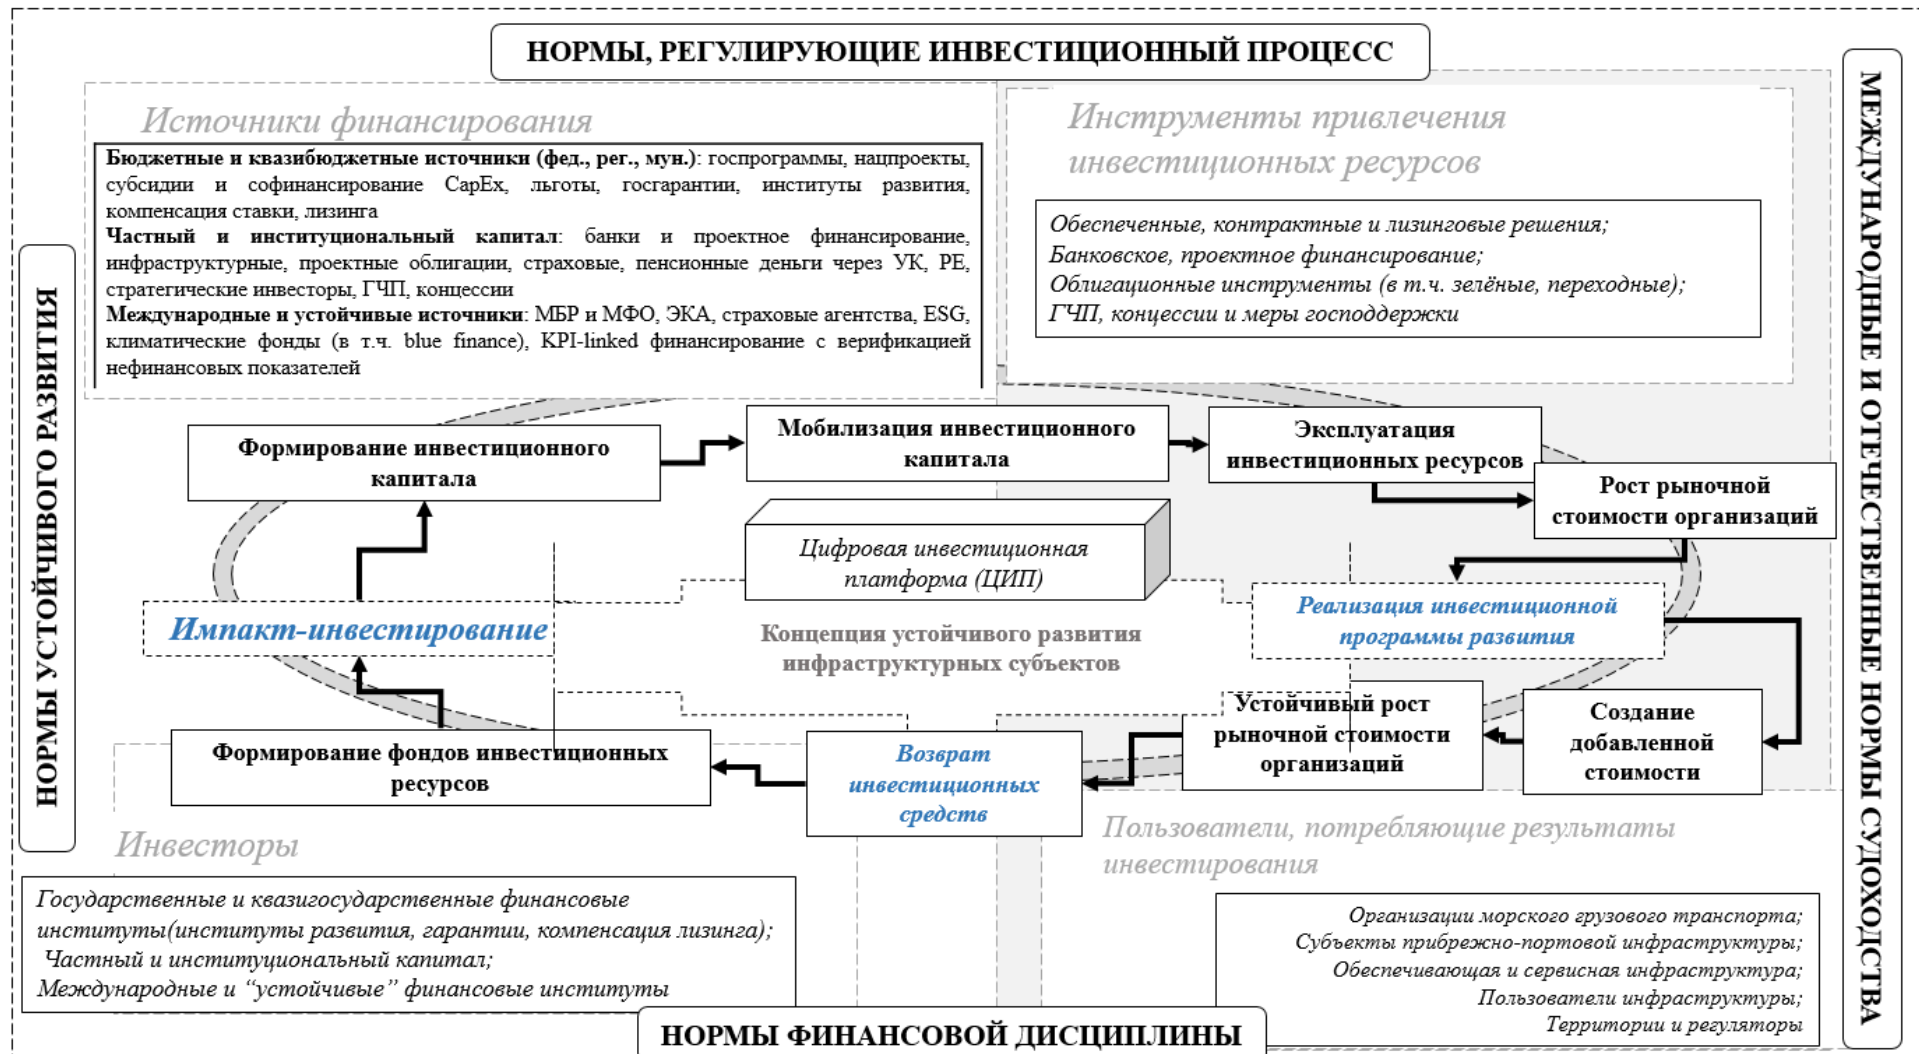 НОРМЫ, РЕГУЛИРУЮЩИЕ ИНВЕСТИЦИОННЫЙ ПРОЦЕСС
Источники финансирования
Бюджетные и квазибюджетные источники (фед., рег., мун.): госпрограммы, нацпроекты,
субсидии и софинансирование CapEx, льготы, госгарантии, институты развития,
компенсация ставки, лизинга
Частный и институциональный капитал: банки и проектное финансирование,
инфраструктурные, проектные облигации, страховые, пенсионные деньги через УК, PE,
стратегические инвесторы, ГЧП, концессии
Международные и устойчивые источники: МБР и МФО, ЭКА, страховые агентства, ESG,
климатические фонды (в т.ч. blue finance), KPI-linked финансирование с верификацией
нефинансовых показателей
Инструменты привлечения
инвестиционных ресурсов
Обеспеченные, контрактные и лизинговые решения;
Банковское, проектное финансирование;
Облигационные инструменты (в т.ч. зелёные, переходные);
ГЧП, концессии и меры господдержки
НОРМЫ УСТОЙЧИВОГО РАЗВИТИЯ
МЕЖДУНАРОДНЫЕ И ОТЕЧЕСТВЕННЫЕ НОРМЫ СУДОХОДСТВА
Формирование инвестиционного
капитала
Мобилизация инвестиционного
капитала
Эксплуатация
инвестиционных ресурсов
Рост рыночной
стоимости организаций
Цифровая инвестиционная
платформа (ЦИП)
Концепция устойчивого развития
инфраструктурных субъектов
Импакт-инвестирование
Реализация инвестиционной
программы развития
Формирование фондов инвестиционных
ресурсов
Возврат
инвестиционных
средств
Устойчивый рост
рыночной стоимости
организаций
Создание
добавленной
стоимости
Инвесторы
Государственные и квазигосударственные финансовые
институты(институты развития, гарантии, компенсация лизинга);
Частный и институциональный капитал;
Международные и “устойчивые” финансовые институты
Пользователи, потребляющие результаты
инвестирования
Организации морского грузового транспорта;
Субъекты прибрежно-портовой инфраструктуры;
Обеспечивающая и сервисная инфраструктура;
Пользователи инфраструктуры;
Территории и регуляторы
НОРМЫ ФИНАНСОВОЙ ДИСЦИПЛИНЫ